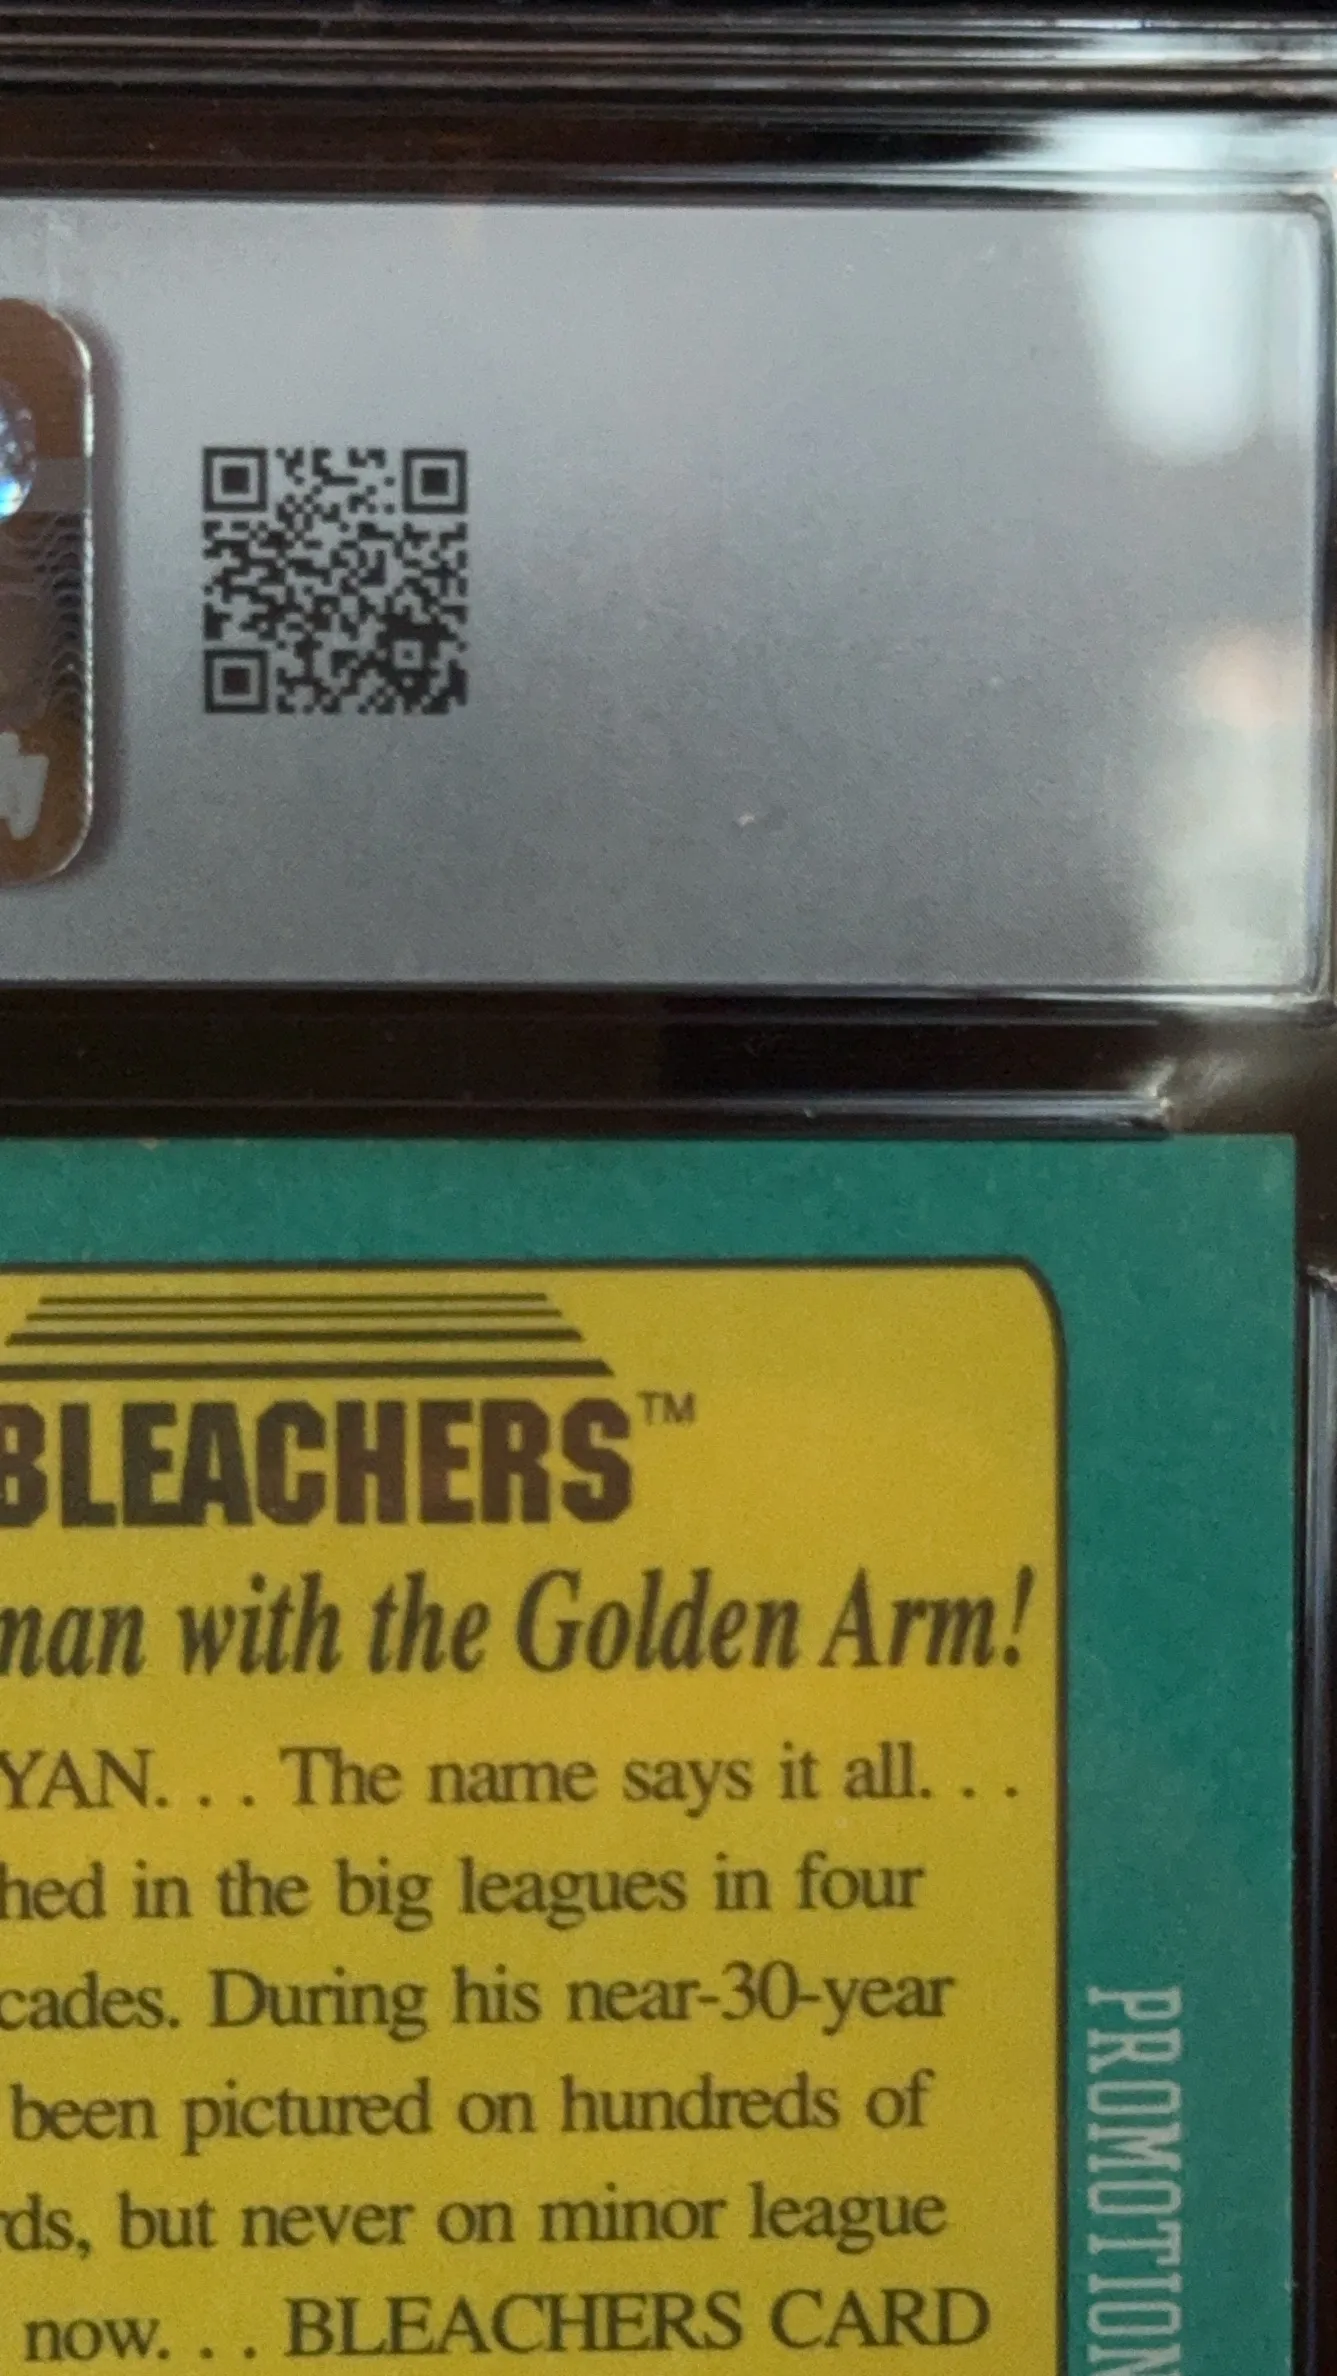 BLEACHERS™
man with the Golden Arm!
YAN. . . The name says it all. . .
hed in the big leagues in four
cades. During his near-30-year
been pictured on hundreds of
rds, but never on minor league
now. . . BLEACHERS CARD
PROMOTION